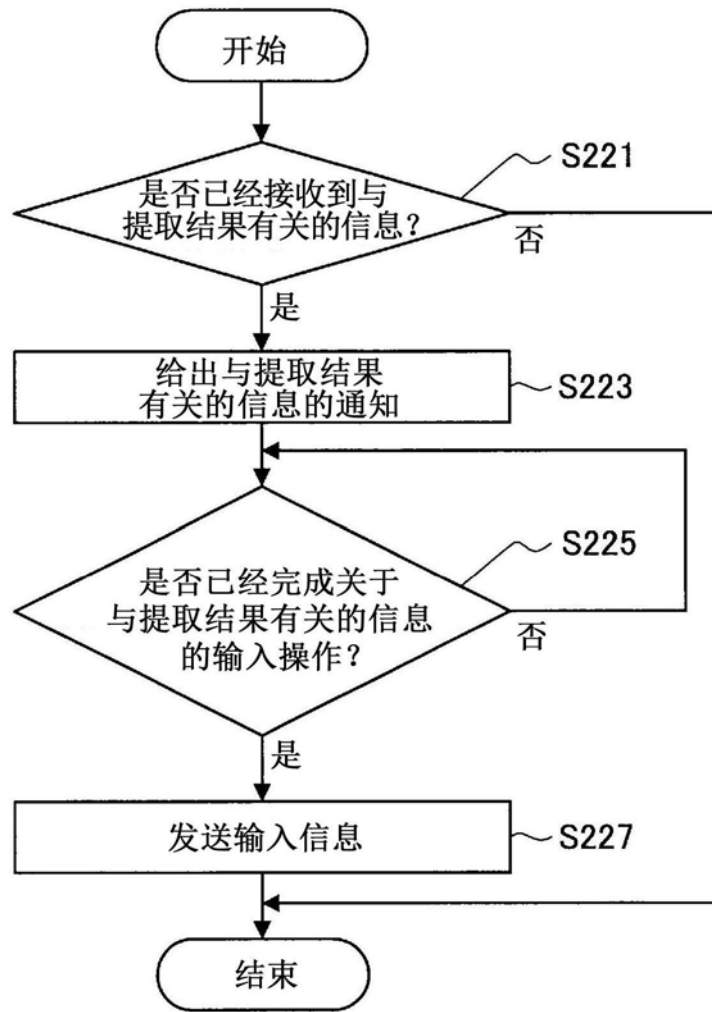 开始
S221
是否已经接收到与
提取结果有关的信息？
否
是
给出与提取结果
有关的信息的通知
S223
S225
是否已经完成关于
与提取结果有关的信息
的输入操作？
否
是
发送输入信息
S227
结束